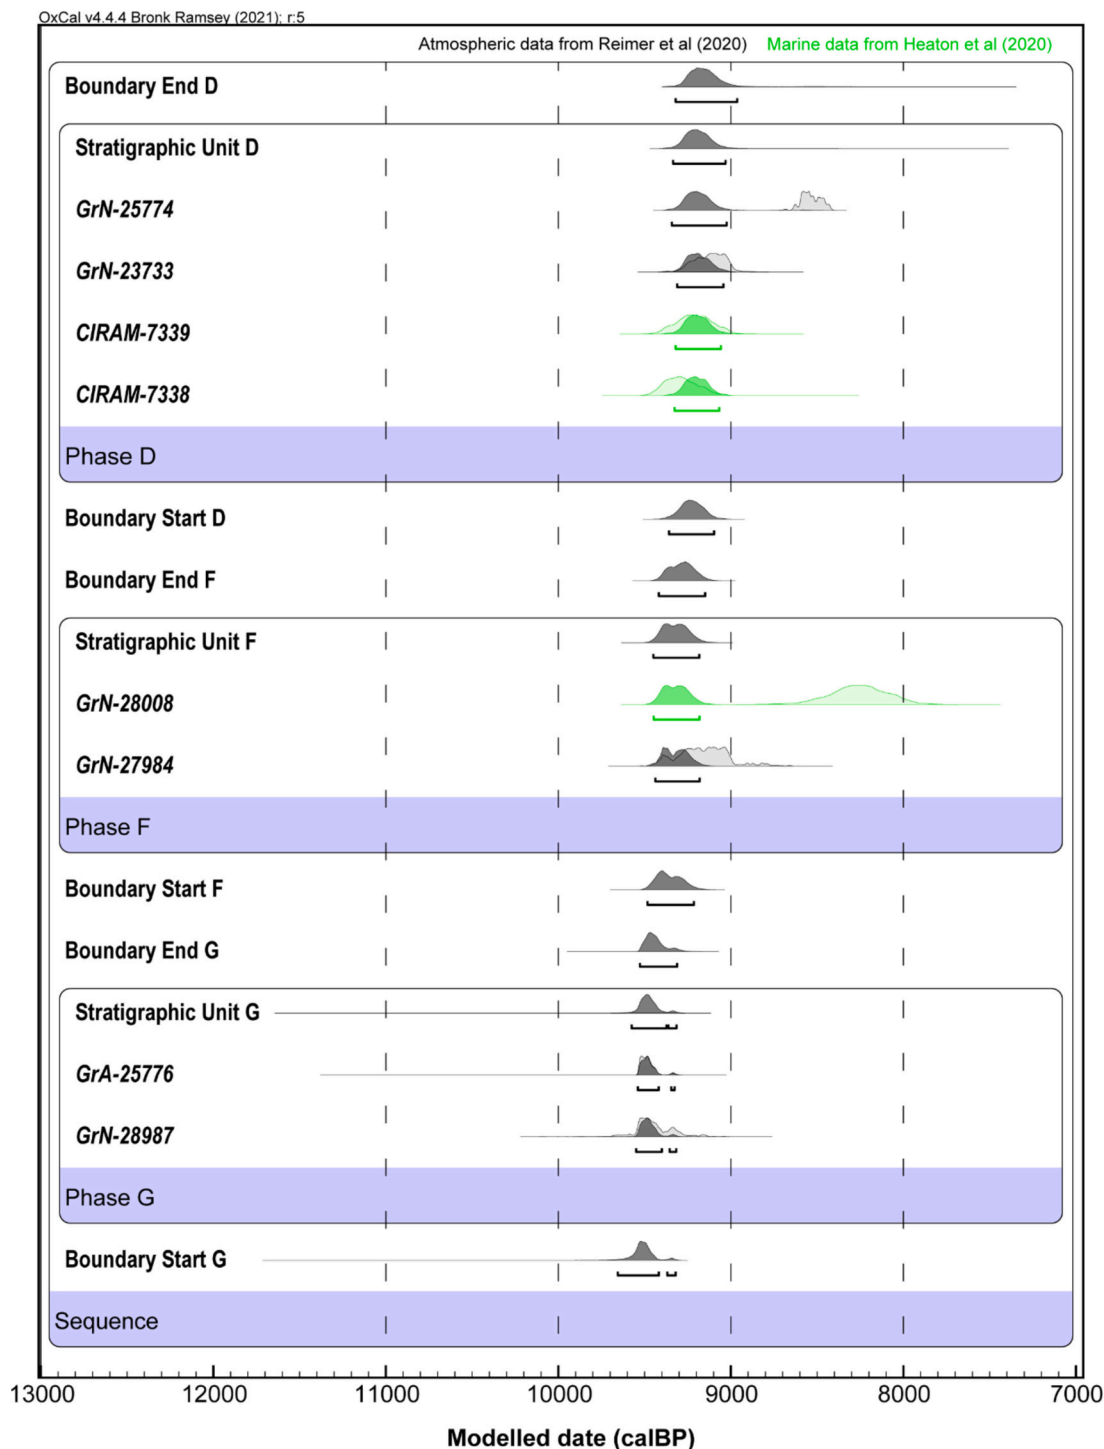 OxCal v4.4.4 Bronk Ramsey (2021); r:5
Atmospheric data from Reimer et al (2020) Marine data from Heaton et al (2020)
Boundary End D
Stratigraphic Unit D
GrN-25774
GrN-23733
CIRAM-7339
CIRAM-7338
Phase D
Boundary Start D
Boundary End F
Stratigraphic Unit F
GrN-28008
GrN-27984
Phase F
Boundary Start F
Boundary End G
Stratigraphic Unit G
GrA-25776
GrN-28987
Phase G
Boundary Start G
Sequence
13000 12000 11000 10000 9000 8000 7000
Modelled date (calBP)